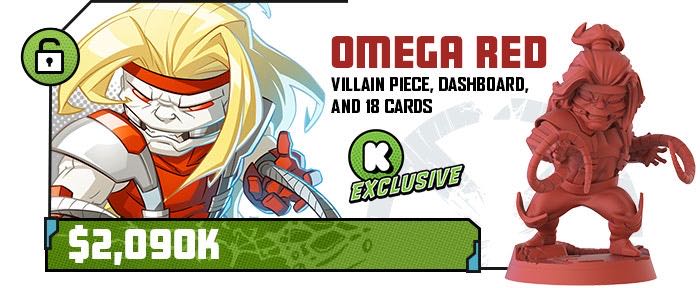 OMEGA RED
VILLAIN PIECE, DASHBOARD,
AND 18 CARDS
K
EXCLUSIVE
$2,090K